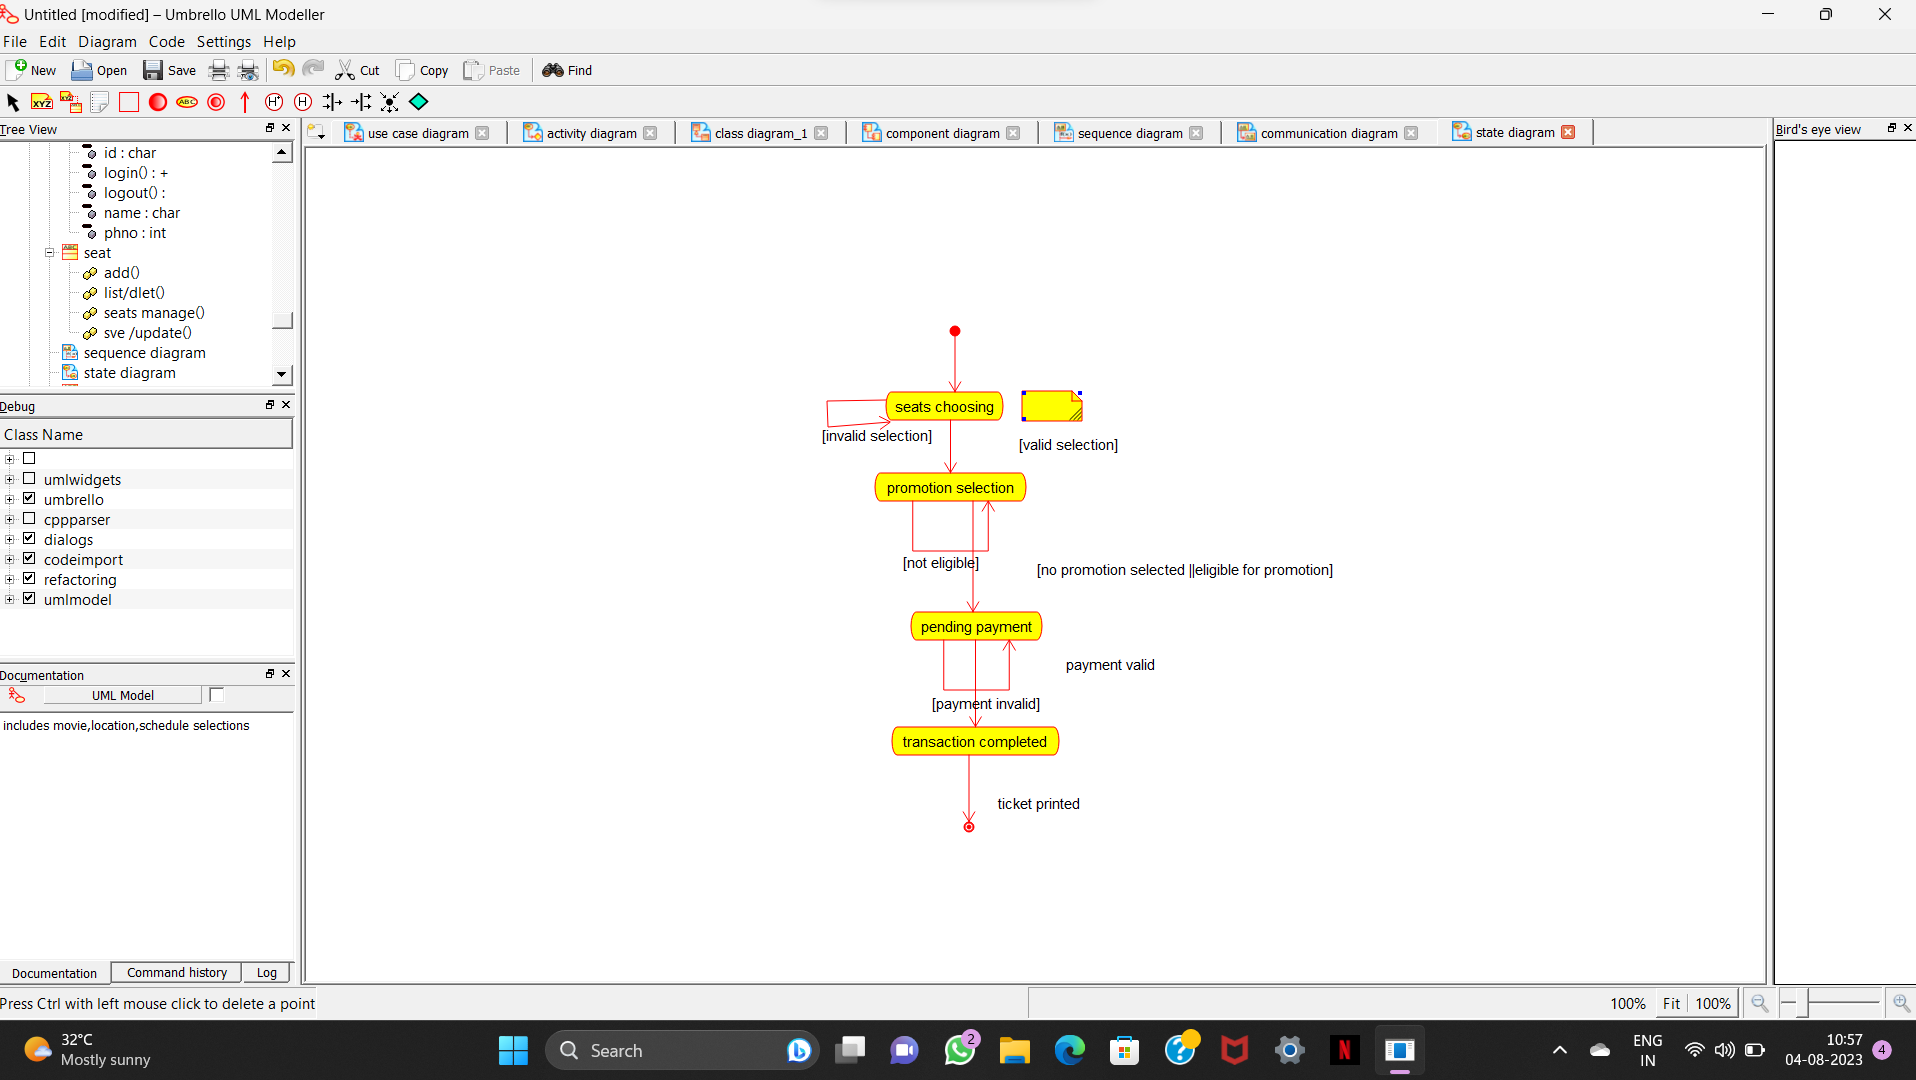 Untitled [modified] – Umbrello UML Modeller
File Edit Diagram Code Settings Help
New Open Save Cut Copy Paste Find
XYZ XYZ ABC H* H
Tree View
id : char
login() : +
logout() :
name : char
phno : int
ABC seat
add()
list/dlet()
seats manage()
sve /update()
sequence diagram
state diagram
Debug
Class Name
umlwidgets
umbrello
cppparser
dialogs
codeimport
refactoring
umlmodel
Documentation
UML Model
includes movie,location,schedule selections
Documentation Command history Log
use case diagram activity diagram class diagram_1 component diagram sequence diagram communication diagram state diagram
Bird's eye view
seats choosing
[invalid selection]
[valid selection]
promotion selection
[not eligible]
[no promotion selected ||eligible for promotion]
pending payment
payment valid
[payment invalid]
transaction completed
ticket printed
Press Ctrl with left mouse click to delete a point
100% Fit 100%
32°C
Mostly sunny
Search
2
N
ENG
IN
10:57
04-08-2023
4